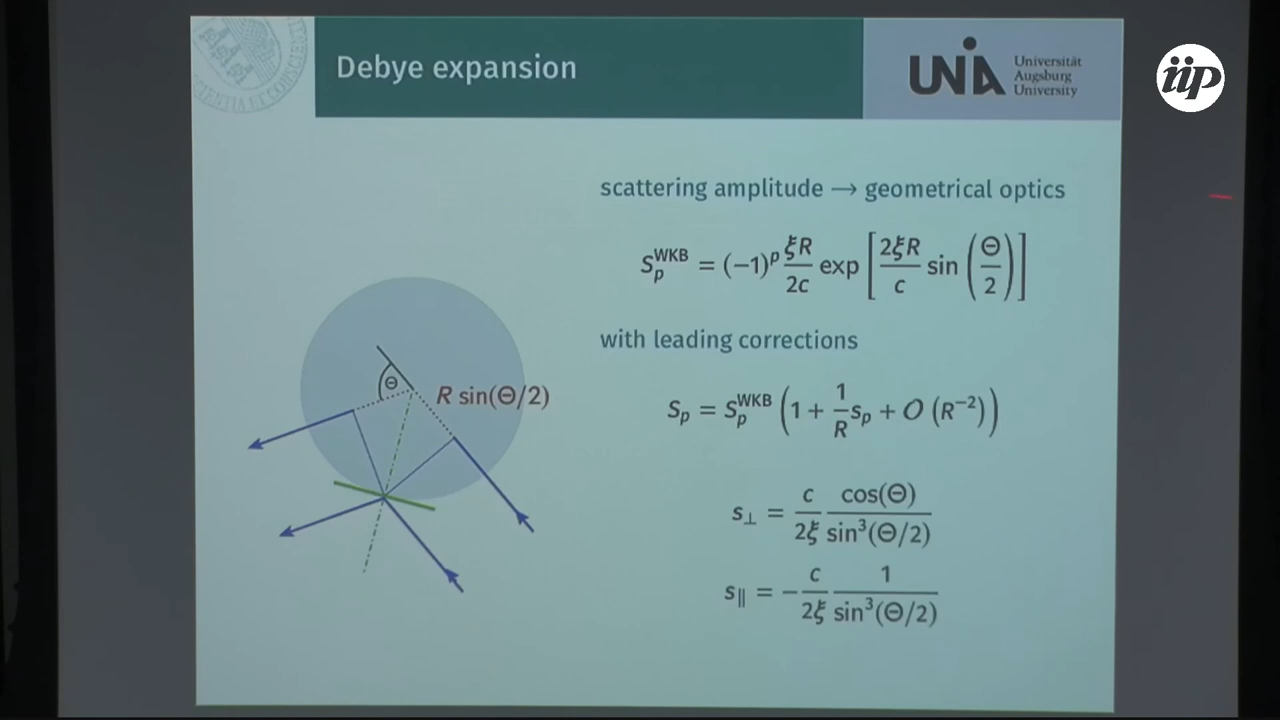 Debye expansion
UNIA
Universität
Augsburg
University
iip
scattering amplitude → geometrical optics
S_p^WKB = (−1)^p ξR/2c exp[2ξR/c sin(Θ/2)]
with leading corrections
S_p = S_p^WKB (1 + 1/R s_p + O(R^−2))
s_⊥ = c/2ξ cos(Θ)/sin³(Θ/2)
s_∥ = −c/2ξ 1/sin³(Θ/2)
Θ
R sin(Θ/2)